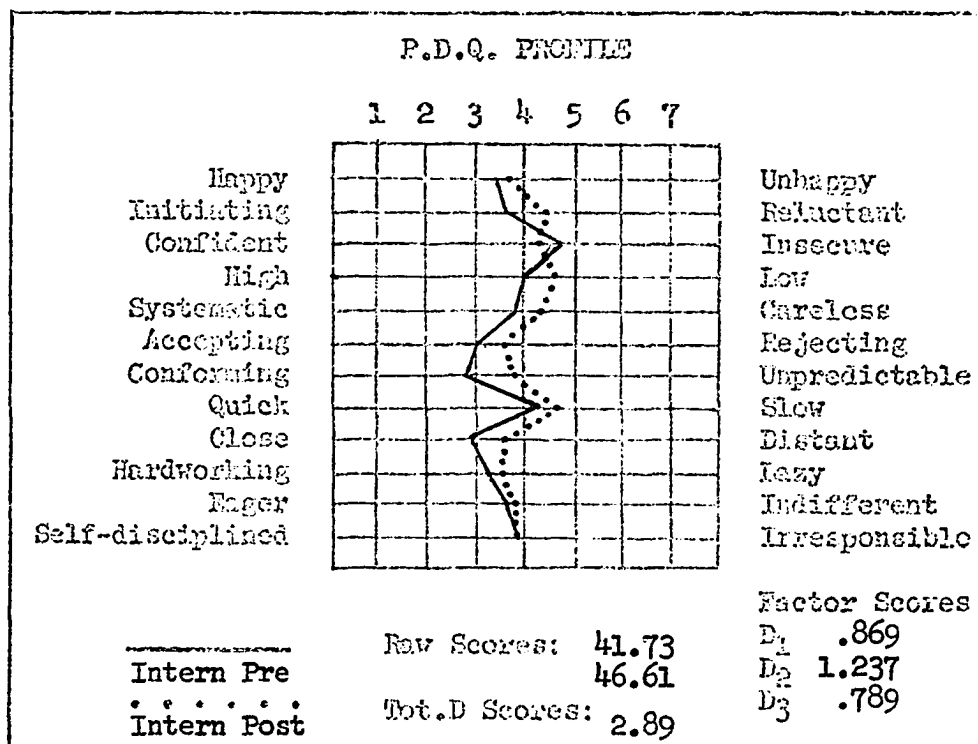 P.D.Q. PROFILE
1 2 3 4 5 6 7
Happy Unhappy
Initiating Reluctant
Confident Insecure
High Low
Systematic Careless
Accepting Rejecting
Conforming Unpredictable
Quick Slow
Close Distant
Hardworking Lazy
Eager Indifferent
Self-disciplined Irresponsible
Factor Scores
Raw Scores: 41.73 D1 .869
Intern Pre 46.61 D2 1.237
Tot.D Scores: 2.89 D3 .789
Intern Post